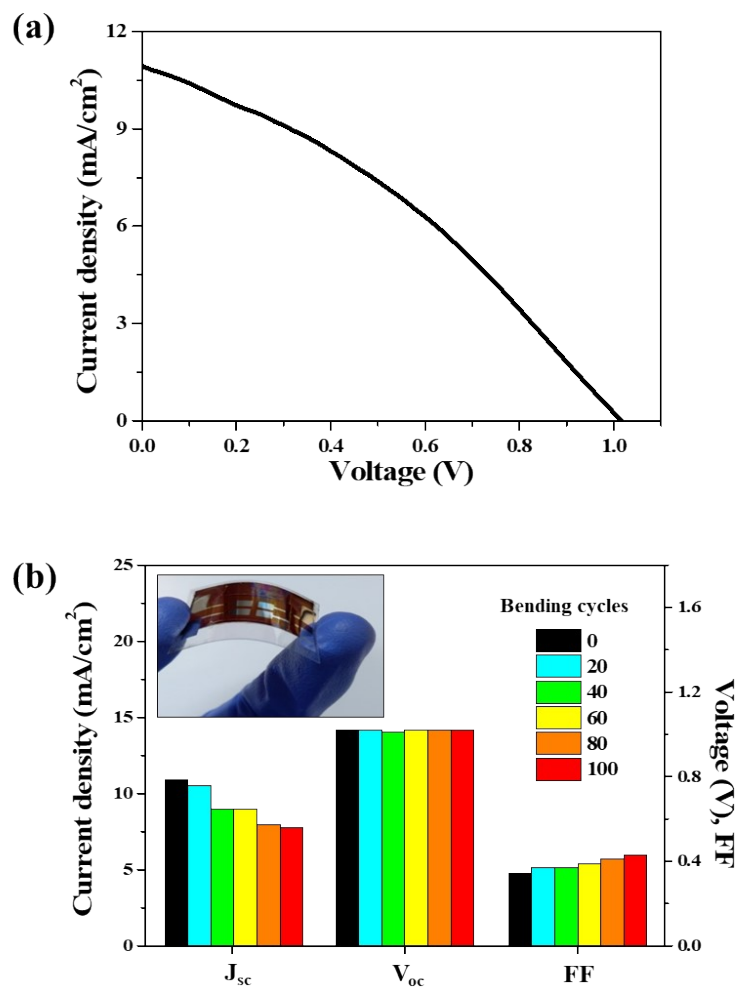 (a)
12
9
6
3
0
Current density (mA/cm²)
0.0 0.2 0.4 0.6 0.8 1.0
Voltage (V)
(b)
25
20
15
10
5
0
Current density (mA/cm²)
Bending cycles
0
20
40
60
80
100
1.6
1.2
0.8
0.4
0.0
Voltage (V), FF
Jsc Voc FF